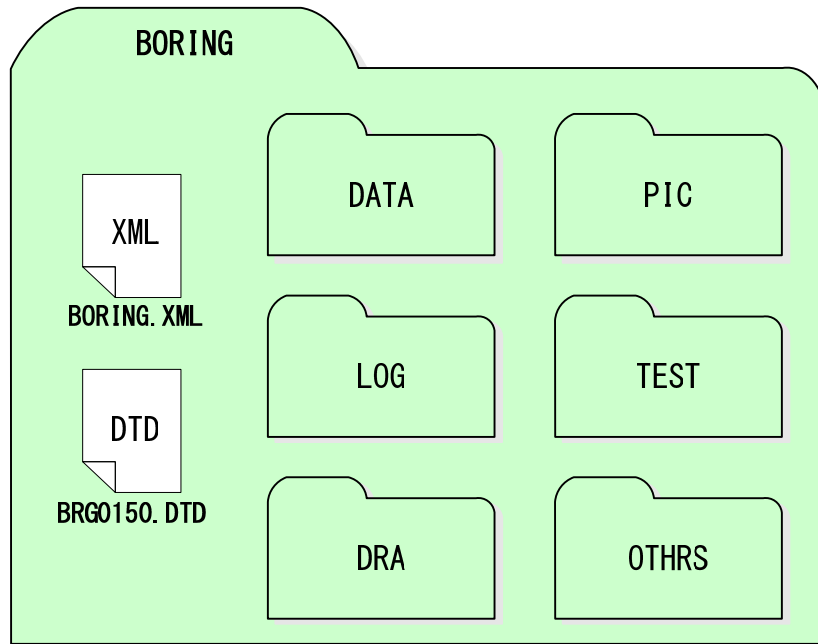 BORING
XML
BORING.XML
DTD
BRG0150.DTD
DATA
PIC
LOG
TEST
DRA
OTHRS